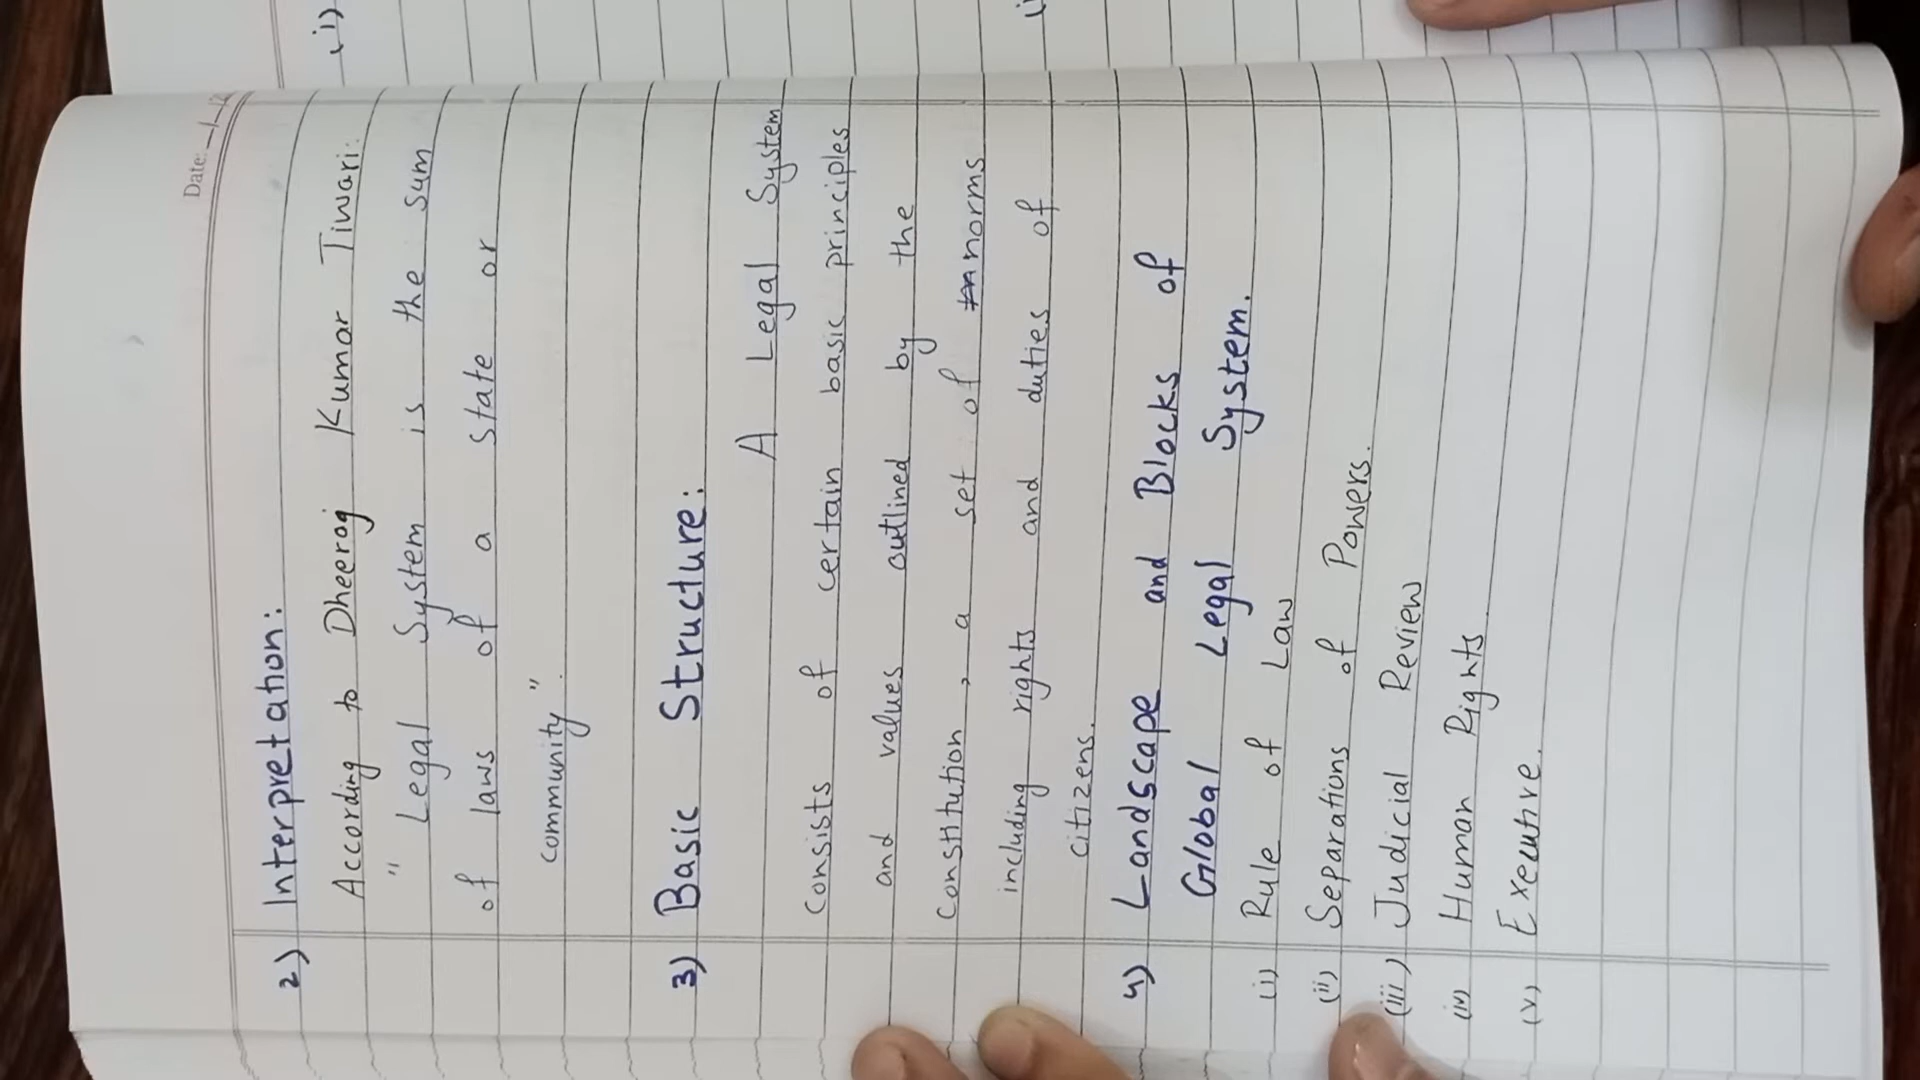 Date: __/__/__
2) Interpretation:
According to Dheeraj Kumar Tiwari:
" Legal System is the sum
of laws of a state or
community".
3) Basic Structure:
A Legal System
consists of certain basic principles
and values outlined by the
constitution, a set of norms
including rights and duties of
citizens.
4) Landscape and Blocks of
Global Legal System.
(i) Rule of Law
(ii) Separations of Powers.
(iii) Judicial Review
(iv) Human Rights
(v) Executive.
(i)